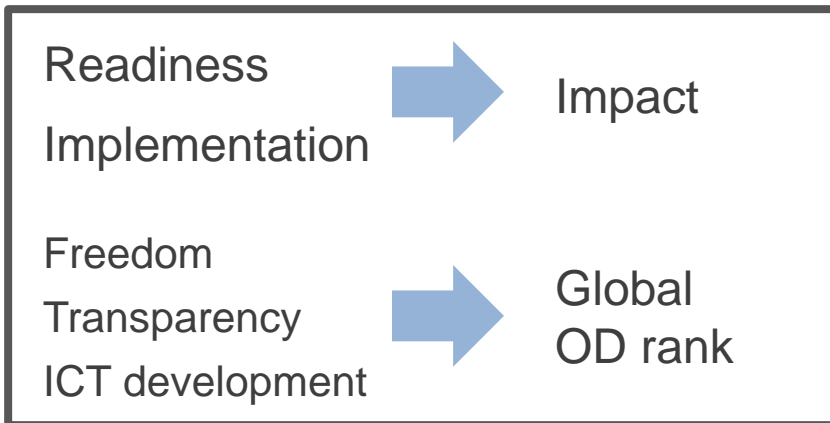 Readiness
Implementation
Impact
Freedom
Transparency
ICT development
Global
OD rank